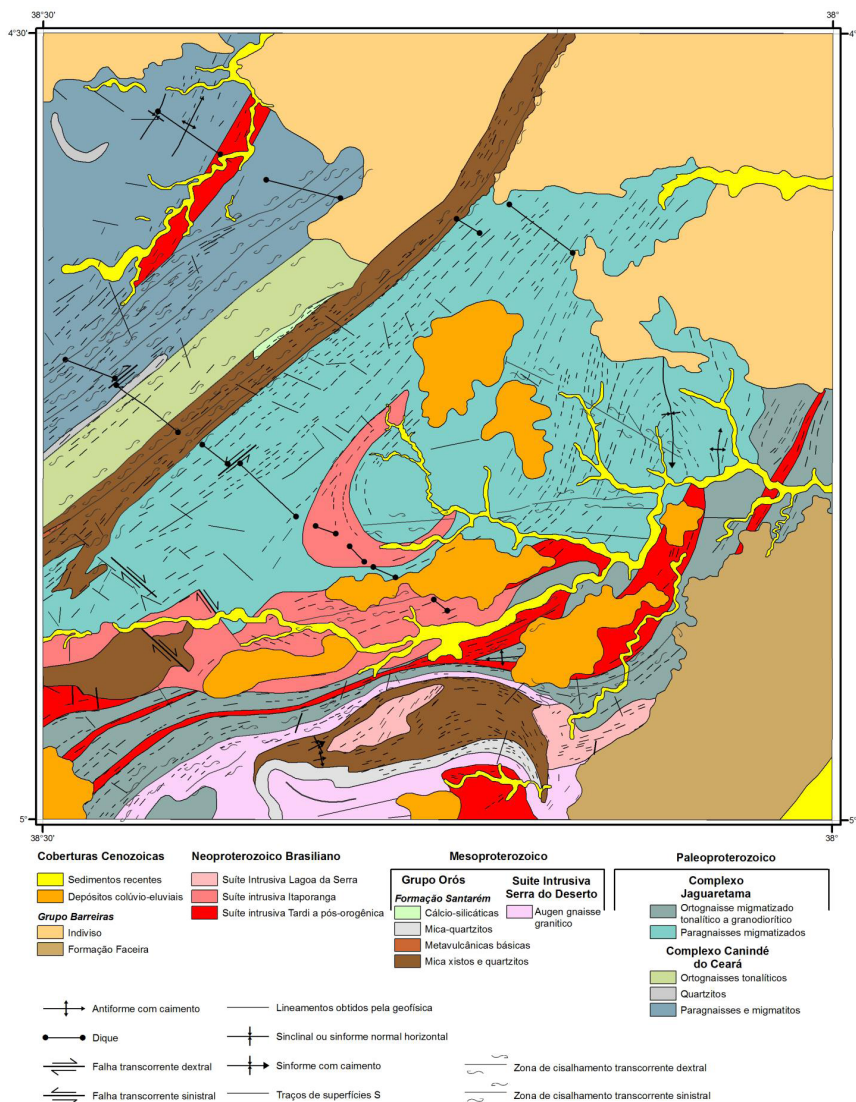 38°30'
38°
4°30'
4°
5°
5°
38°30'
38°
Coberturas Cenozoicas
Sedimentos recentes
Depósitos colúvio-eluviais
Grupo Barreiras
Indiviso
Formação Faceira
Neoproterozoico Brasiliano
Suíte Intrusiva Lagoa da Serra
Suíte intrusiva Itaporanga
Suíte intrusiva Tardi a pós-orogênica
Mesoproterozoico
Grupo Orós
Formação Santarém
Cálcio-silicáticas
Mica-quartzitos
Metavulcânicas básicas
Mica xistos e quartzitos
Suite Intrusiva
Serra do Deserto
Augen gnaisse
granitico
Paleoproterozoico
Complexo
Jaguaretama
Ortognaisse migmatizado
tonalítico a granodiorítico
Paragnaisses migmatizados
Complexo Canindé
do Ceará
Ortognaisses tonalíticos
Quartzitos
Paragnaisses e migmatitos
Antiforme com caimento
Dique
Falha transcorrente dextral
Falha transcorrente sinistral
Lineamentos obtidos pela geofísica
Sinclinal ou sinforme normal horizontal
Sinforme com caimento
Traços de superfícies S
Zona de cisalhamento transcorrente dextral
Zona de cisalhamento transcorrente sinistral